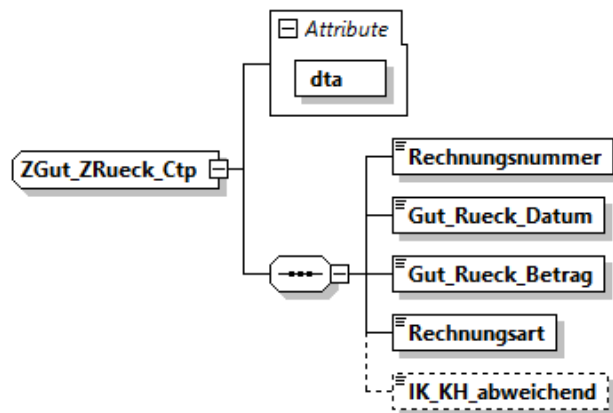 Attribute
dta
ZGut_ZRueck_Ctp
Rechnungsnummer
Gut_Rueck_Datum
Gut_Rueck_Betrag
Rechnungsart
IK_KH_abweichend